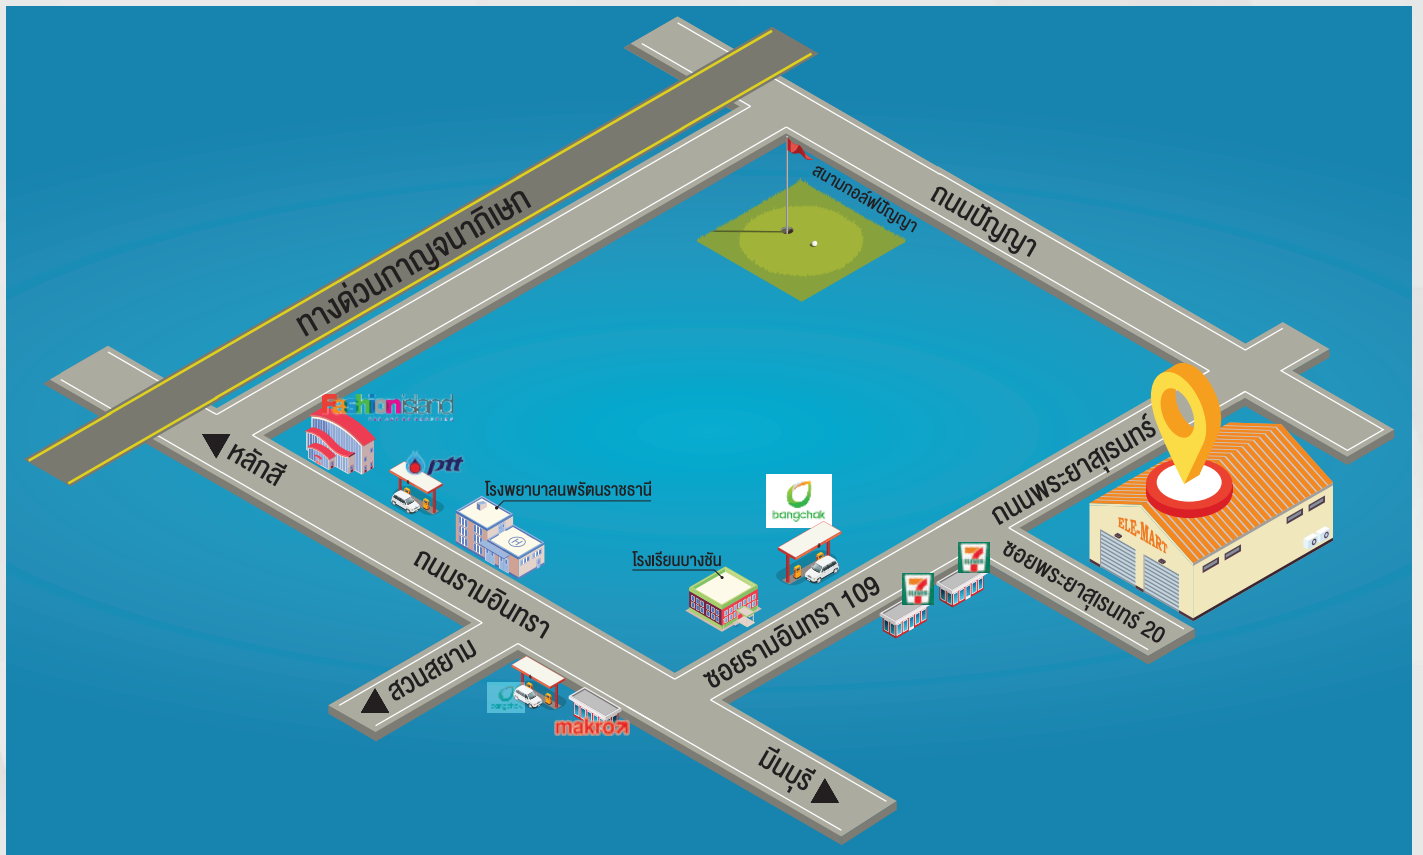 สนามกอล์ฟปัญญา
ถนนปัญญา
ทางด่วนกาญจนาภิเษก
Fashion island
หลักสี่
ptt
โรงพยาบาลนพรัตนราชธานี
H
bangchak
ถนนพระยาสุเรนทร์
ELE-MART
โรงเรียนบางชัน
ซอยพระยาสุเรนทร์ 20
7 ELEVEN
7 ELEVEN
ถนนรามอินทรา
ซอยรามอินทรา 109
สวนสยาม
bangchak
makro
มีนบุรี